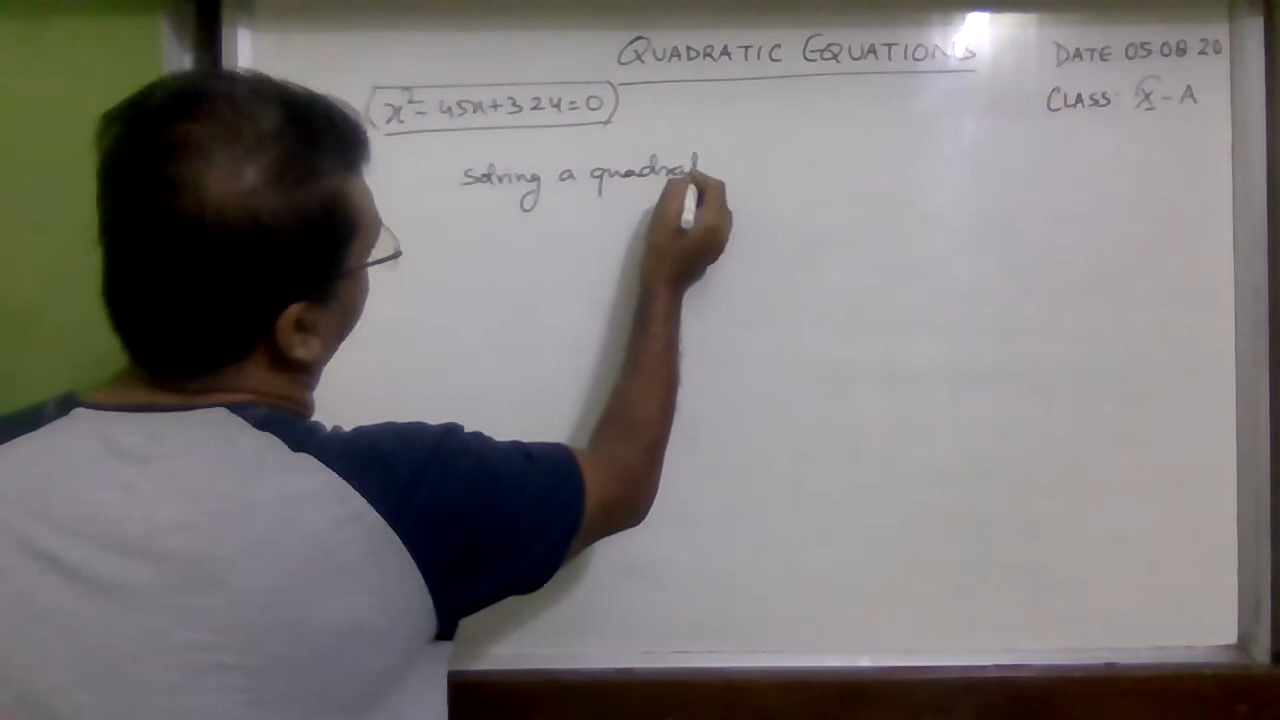 QUADRATIC EQUATIONS
DATE 05 08 20
CLASS: X - A
x² - 45x + 324 = 0
Solving a quadrat